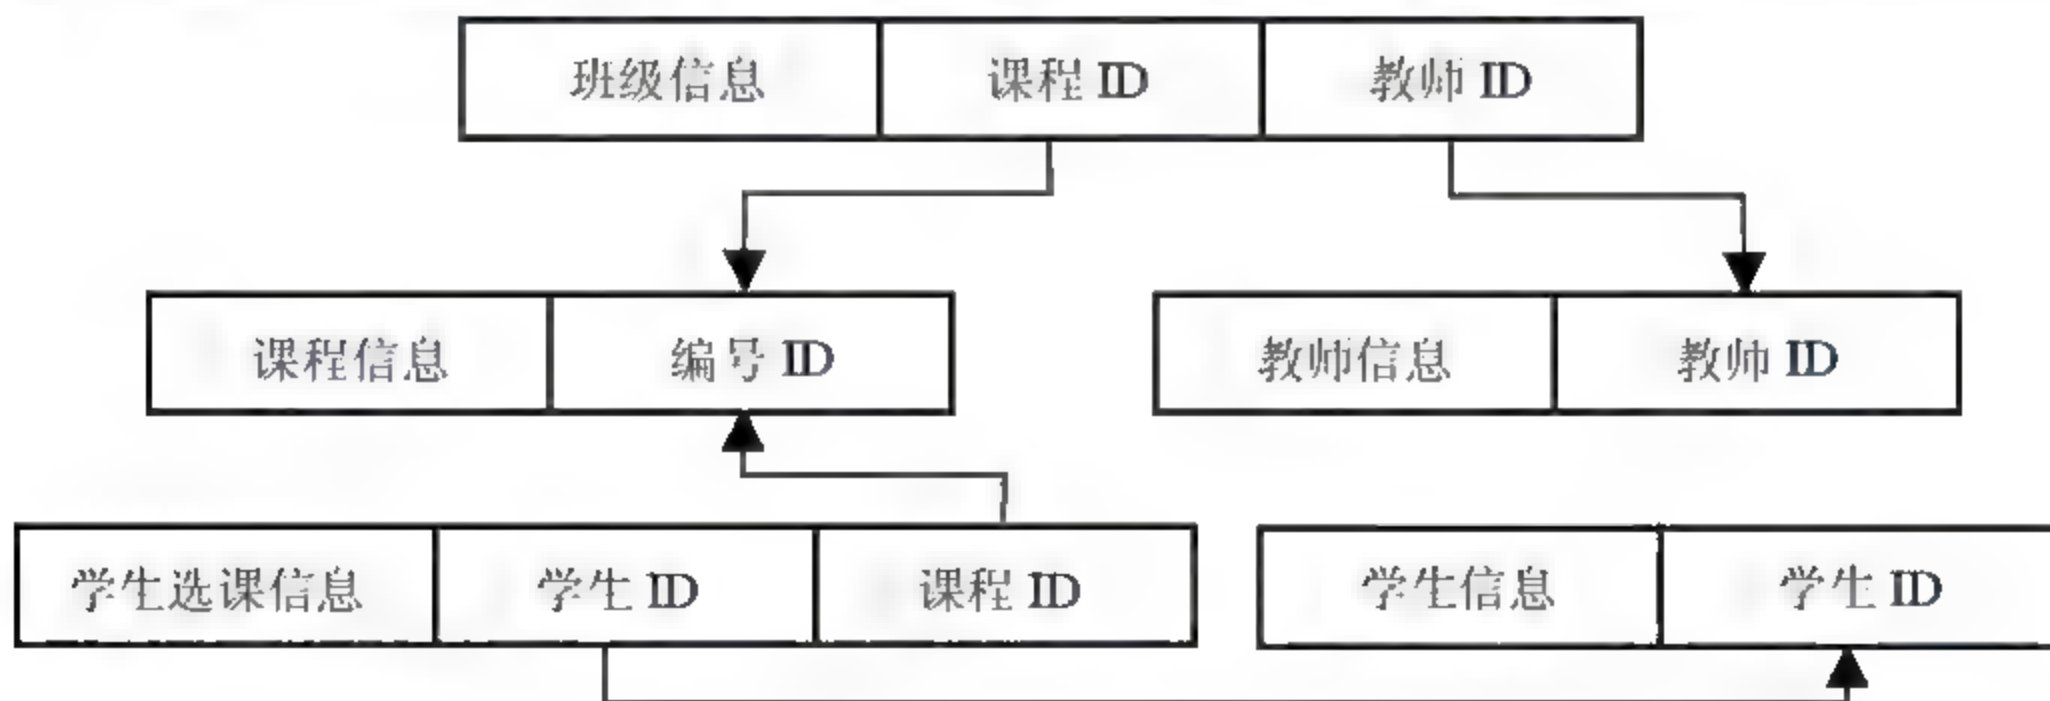 班级信息 课程 ID 教师 ID
课程信息 编号 ID 教师信息 教师 ID
学生选课信息 学生 ID 课程 ID 学生信息 学生 ID